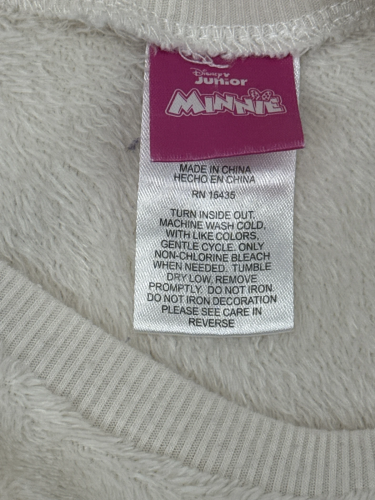 Disney
Junior
MINNIE
MADE IN CHINA
HECHO EN CHINA
RN 16435
TURN INSIDE OUT.
MACHINE WASH COLD,
WITH LIKE COLORS,
GENTLE CYCLE. ONLY
NON-CHLORINE BLEACH
WHEN NEEDED. TUMBLE
DRY LOW, REMOVE
PROMPTLY. DO NOT IRON.
DO NOT IRON DECORATION
PLEASE SEE CARE IN
REVERSE